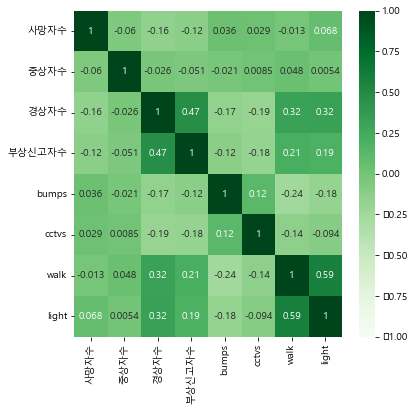 사망자수 1 -0.06 -0.16 -0.12 0.036 0.029 -0.013 0.068
중상자수 -0.06 1 -0.026 -0.051 -0.021 0.0085 0.048 0.0054
경상자수 -0.16 -0.026 1 0.47 -0.17 -0.19 0.32 0.32
부상신고자수 -0.12 -0.051 0.47 1 -0.12 -0.18 0.21 0.19
bumps 0.036 -0.021 -0.17 -0.12 1 0.12 -0.24 -0.18
cctvs 0.029 0.0085 -0.19 -0.18 0.12 1 -0.14 -0.094
walk -0.013 0.048 0.32 0.21 -0.24 -0.14 1 0.59
light 0.068 0.0054 0.32 0.19 -0.18 -0.094 0.59 1
사망자수 중상자수 경상자수 부상신고자수 bumps cctvs walk light
1.00
0.75
0.50
0.25
0.00
□0.25
□0.50
□0.75
□1.00